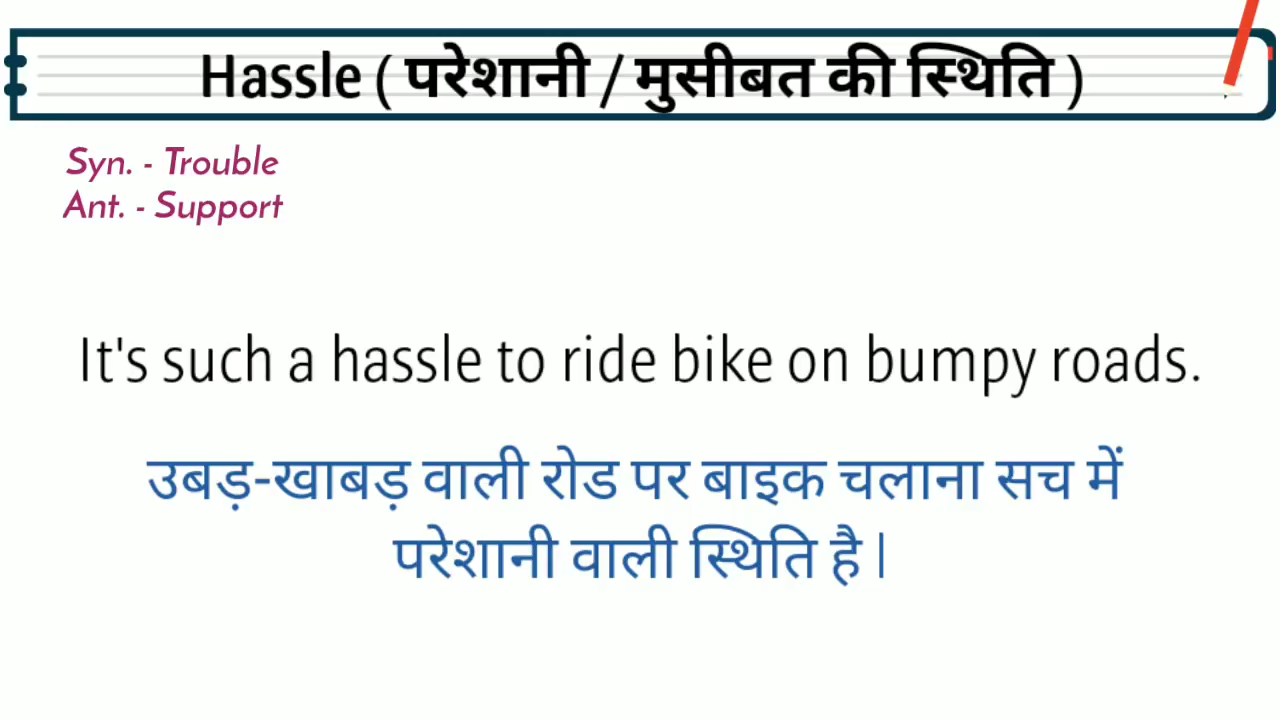 Hassle ( परेशानी / मुसीबत की स्थिति )
Syn. - Trouble
Ant. - Support
It's such a hassle to ride bike on bumpy roads.
उबड़-खाबड़ वाली रोड पर बाइक चलाना सच में
परेशानी वाली स्थिति है |